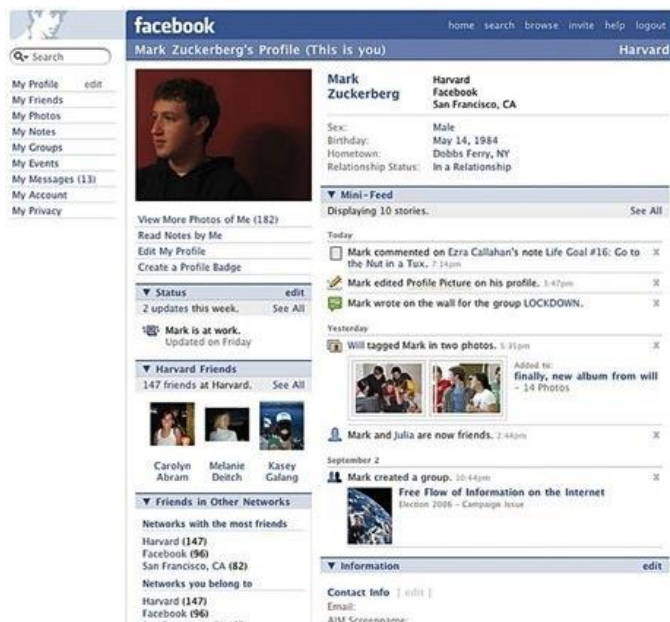 facebook
home search browse invite help logout
Mark Zuckerberg's Profile (This is you)
Harvard
Search
My Profile edit
My Friends
My Photos
My Notes
My Groups
My Events
My Messages (13)
My Account
My Privacy
View More Photos of Me (182)
Read Notes by Me
Edit My Profile
Create a Profile Badge
▼ Status edit
2 updates this week. See All
Mark is at work.
Updated on Friday
▼ Harvard Friends
147 friends at Harvard. See All
Carolyn Abram
Melanie Deitch
Kasey Galang
▼ Friends in Other Networks
Networks with the most friends
Harvard (147)
Facebook (96)
San Francisco, CA (82)
Networks you belong to
Harvard (147)
Facebook (96)
Mark
Zuckerberg
Harvard
Facebook
San Francisco, CA
Sex: Male
Birthday: May 14, 1984
Hometown: Dobbs Ferry, NY
Relationship Status: In a Relationship
▼ Mini-Feed
Displaying 10 stories. See All
Today
Mark commented on Ezra Callahan's note Life Goal #16: Go to
the Nut in a Tux. 7:14pm
Mark edited Profile Picture on his profile. 3:47pm
Mark wrote on the wall for the group LOCKDOWN.
Yesterday
Will tagged Mark in two photos. 5:35pm
Added to:
finally, new album from will
- 14 Photos
Mark and Julia are now friends. 2:44pm
September 2
Mark created a group. 10:44pm
Free Flow of Information on the Internet
Election 2006 - Campaign Issue
▼ Information edit
Contact Info [ edit ]
Email:
AIM Screenname: